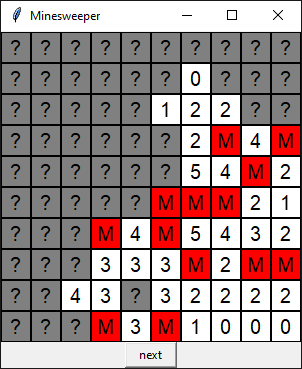 Minesweeper
? ? ? ? ? ? ? ? ? ?
? ? ? ? ? ? 0 ? ? ?
? ? ? ? ? 1 2 2 ? ?
? ? ? ? ? ? 2 M 4 M
? ? ? ? ? ? 5 4 M 2
? ? ? ? ? M M M 2 1
? ? ? M 4 M 5 4 3 2
? ? ? 3 3 3 M 2 M M
? ? 4 3 ? 3 2 2 2 2
? ? ? M 3 M 1 0 0 0
next